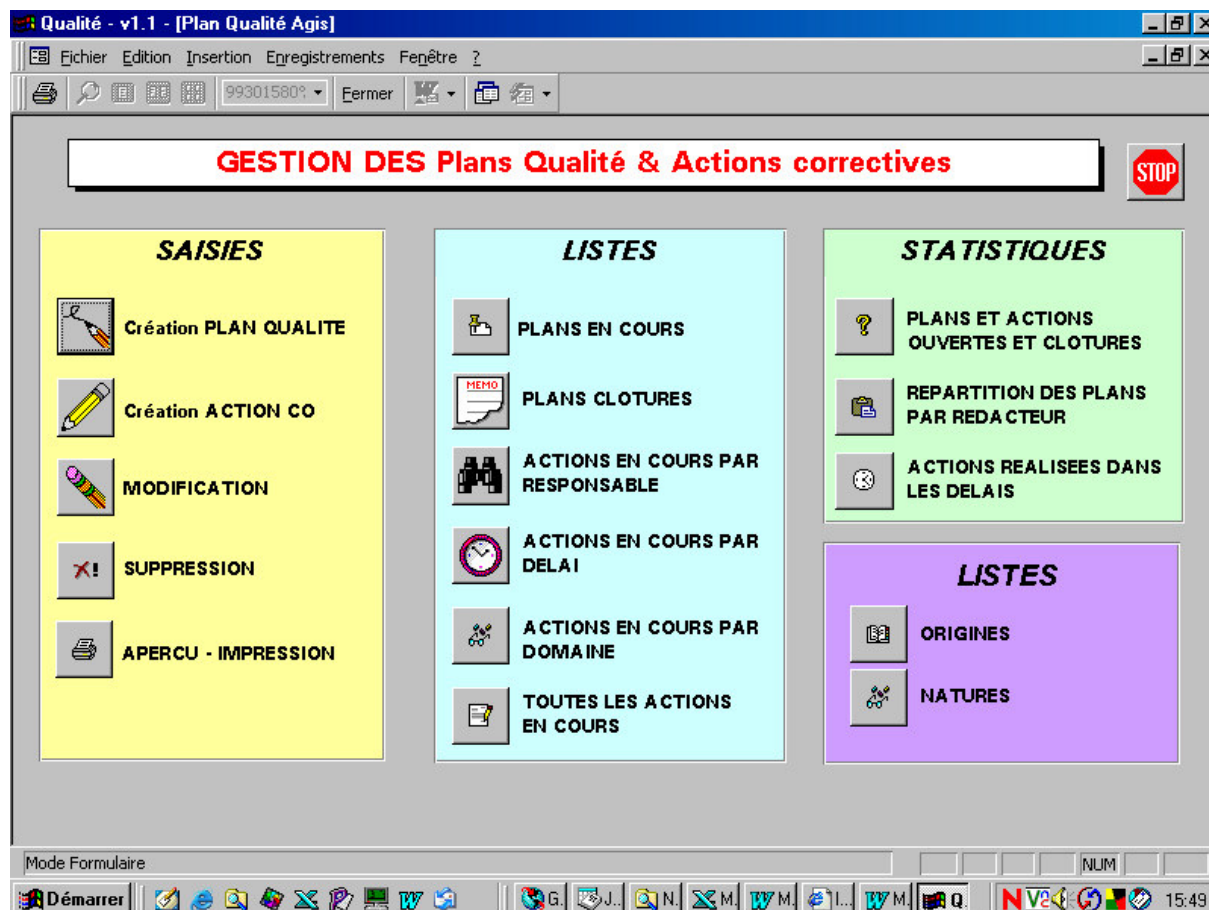 Qualité - v1.1 - [Plan Qualité Agis]
Fichier Edition Insertion Enregistrements Fenêtre ?
Fermer
GESTION DES Plans Qualité & Actions correctives
STOP
SAISIES
Création PLAN QUALITE
Création ACTION CO
MODIFICATION
SUPPRESSION
APERCU - IMPRESSION
LISTES
PLANS EN COURS
MEMO
PLANS CLOTURES
ACTIONS EN COURS PAR
RESPONSABLE
ACTIONS EN COURS PAR
DELAI
ACTIONS EN COURS PAR
DOMAINE
TOUTES LES ACTIONS
EN COURS
STATISTIQUES
PLANS ET ACTIONS
OUVERTES ET CLOTURES
REPARTITION DES PLANS
PAR REDACTEUR
ACTIONS REALISEES DANS
LES DELAIS
LISTES
ORIGINES
NATURES
Mode Formulaire
NUM
Démarrer G. J... N. M. M. I... M. Q. 15:49